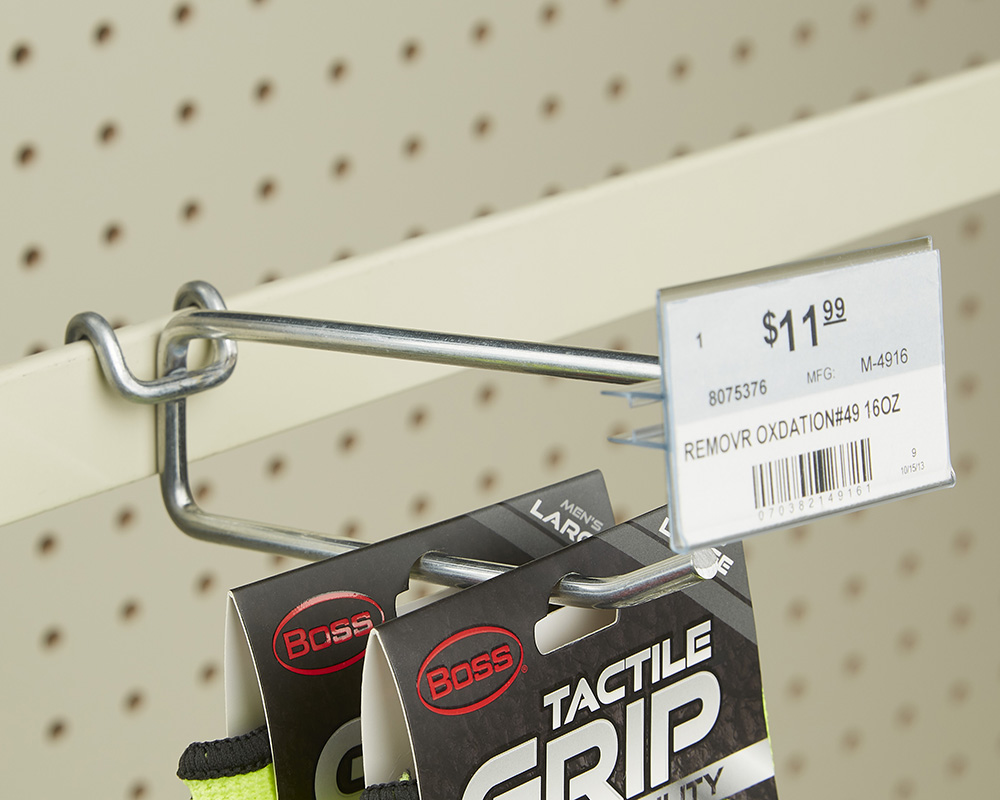 1 $11 99
8075376 MFG: M-4916
REMOVR OXDATION#49 16OZ
9
10/15/13
070382149161
MEN'S
BOSS
BOSS
TACTILE
GRIP